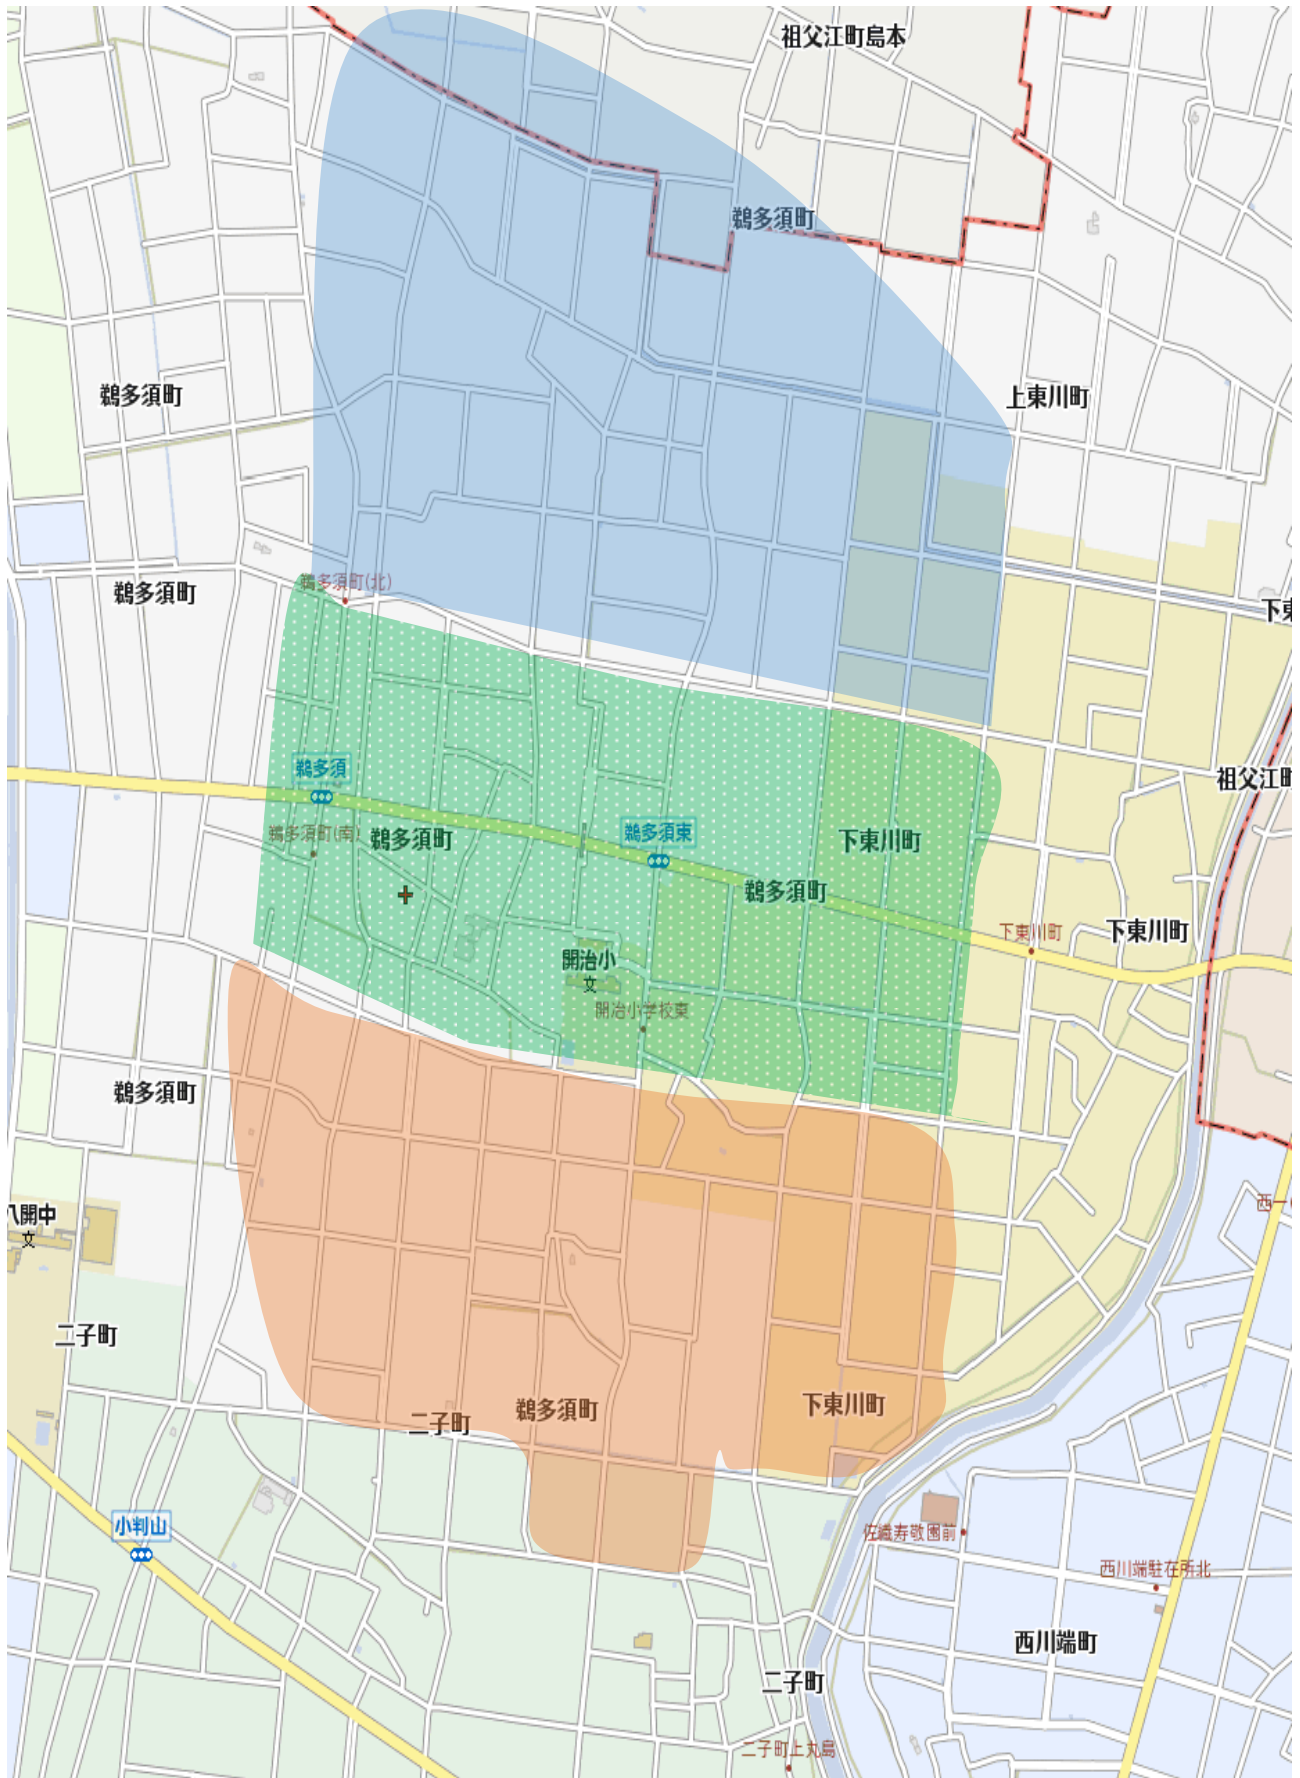 祖父江町島本
鵜多須町
鵜多須町
上東川町
鵜多須町(北)
鵜多須町
下東
鵜多須
祖父江町
鵜多須東
鵜多須町(南)
鵜多須町
下東川町
鵜多須町
下東川町
下東川町
開治小
文
開治小学校東
鵜多須町
西一
八開中
文
二子町
鵜多須町
下東川町
二子町
小判山
佐織寿敬園前
西川端駐在所北
西川端町
二子町
二子町上丸島